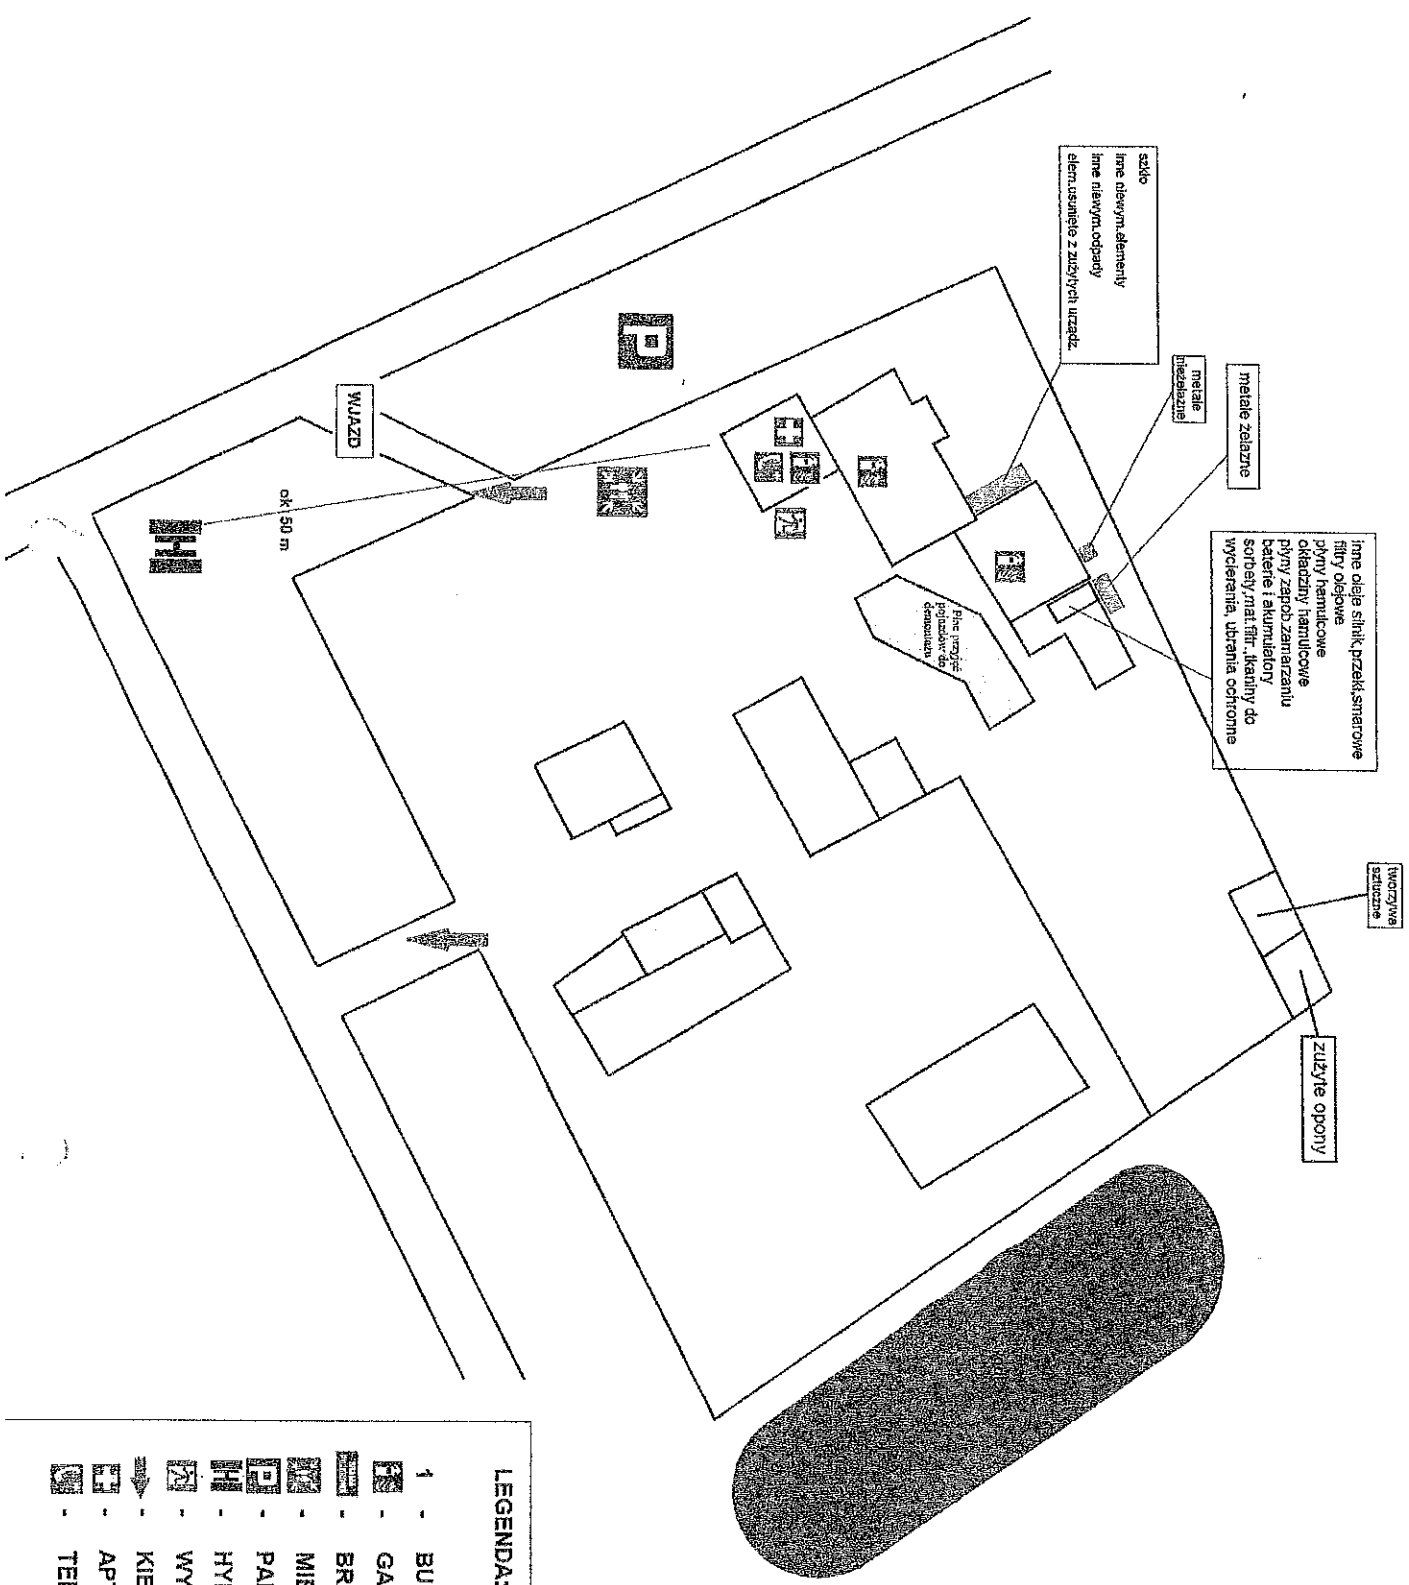 szkło
inne niewym.elementy
inne niewym.odpady
elem.usunięte z zużytych urządz.
metale
nieżelazne
metale żelazne
inne oleje silnik,przekł,smarowe
filtry olejowe
płyny hamulcowe
okładziny hamulcowe
płyny zapob.zamarzaniu
baterie i akumulatory
sorbety,mat.filtr.,tkaniny do
wycierania, ubrania ochronne
tworzywa
sztuczne
zużyte opony
Plac przyjęć
pojazdów do
demontażu
P
WJAZD
ok 50 m
H
LEGENDA:
1 - BU
- GA
- BR
- MIE
P - PA
H - HY
- WY
- KIE
- AP
- TE